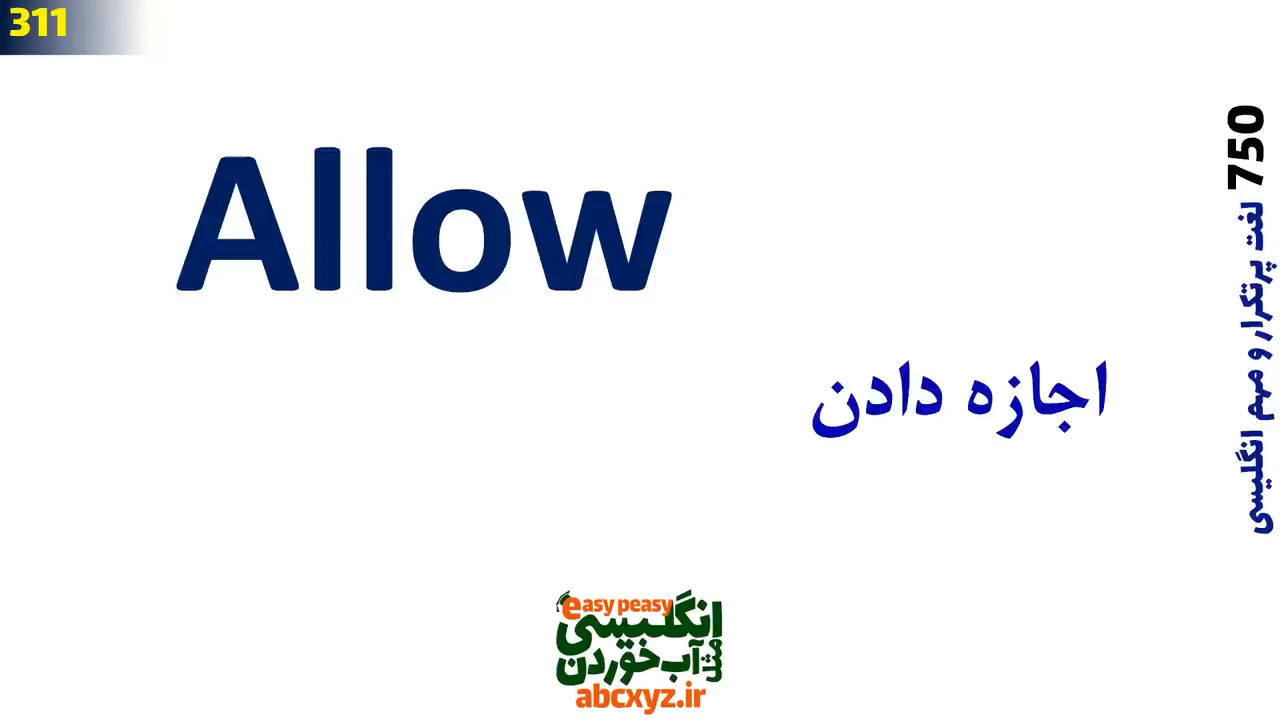 311
Allow
اجازه دادن
750 لغت پرتکرار و مهم انگلیسی
easy peasy
انگلیسی
مثل آب خوردن
abcxyz.ir